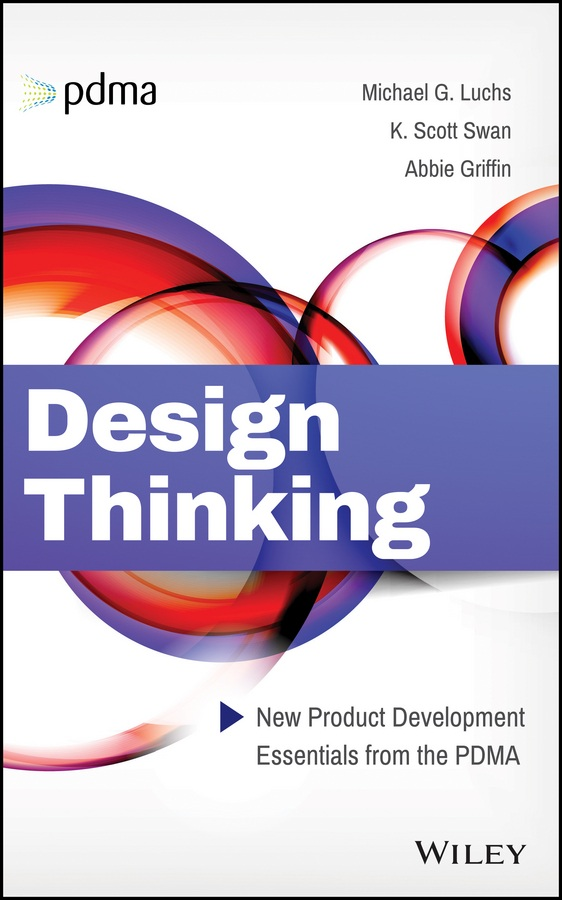 pdma
Michael G. Luchs
K. Scott Swan
Abbie Griffin
Design
Thinking
New Product Development
Essentials from the PDMA
WILEY